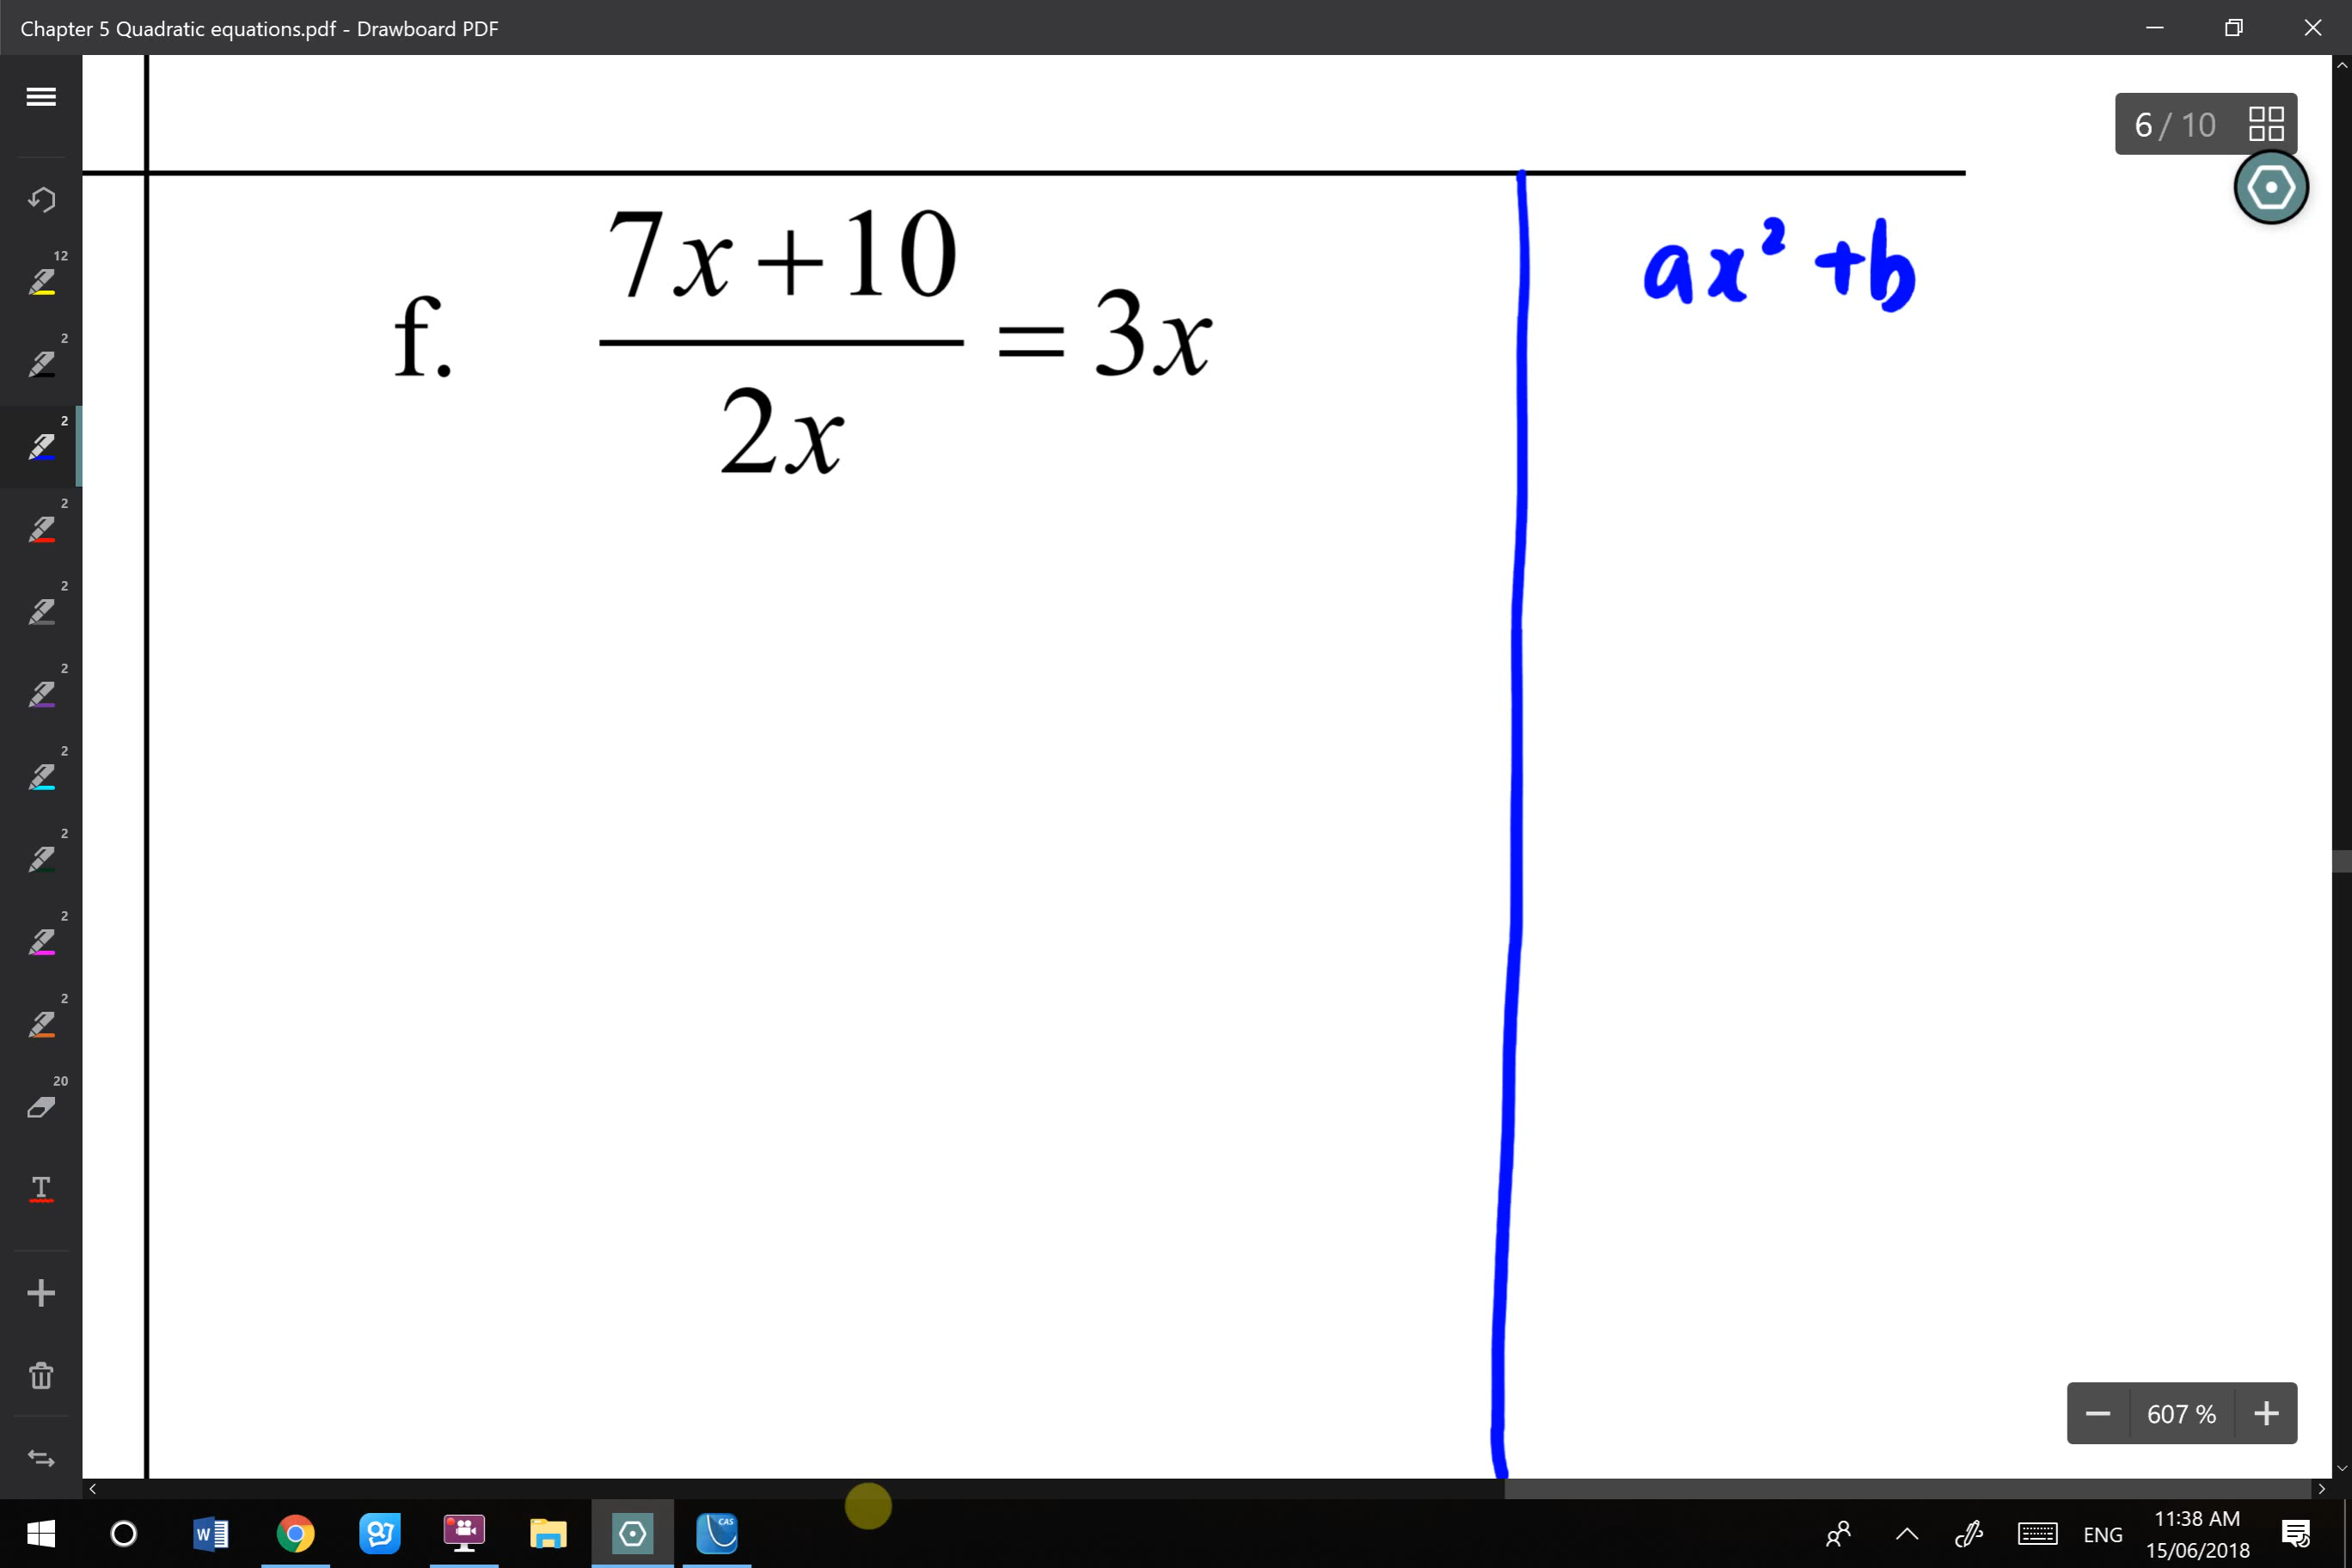 Chapter 5 Quadratic equations.pdf - Drawboard PDF
6 / 10
f. (7x+10)/(2x) = 3x
ax² +b
12
2
2
2
2
2
2
2
2
2
20
T
607 %
W
CAS
ENG
11:38 AM
15/06/2018